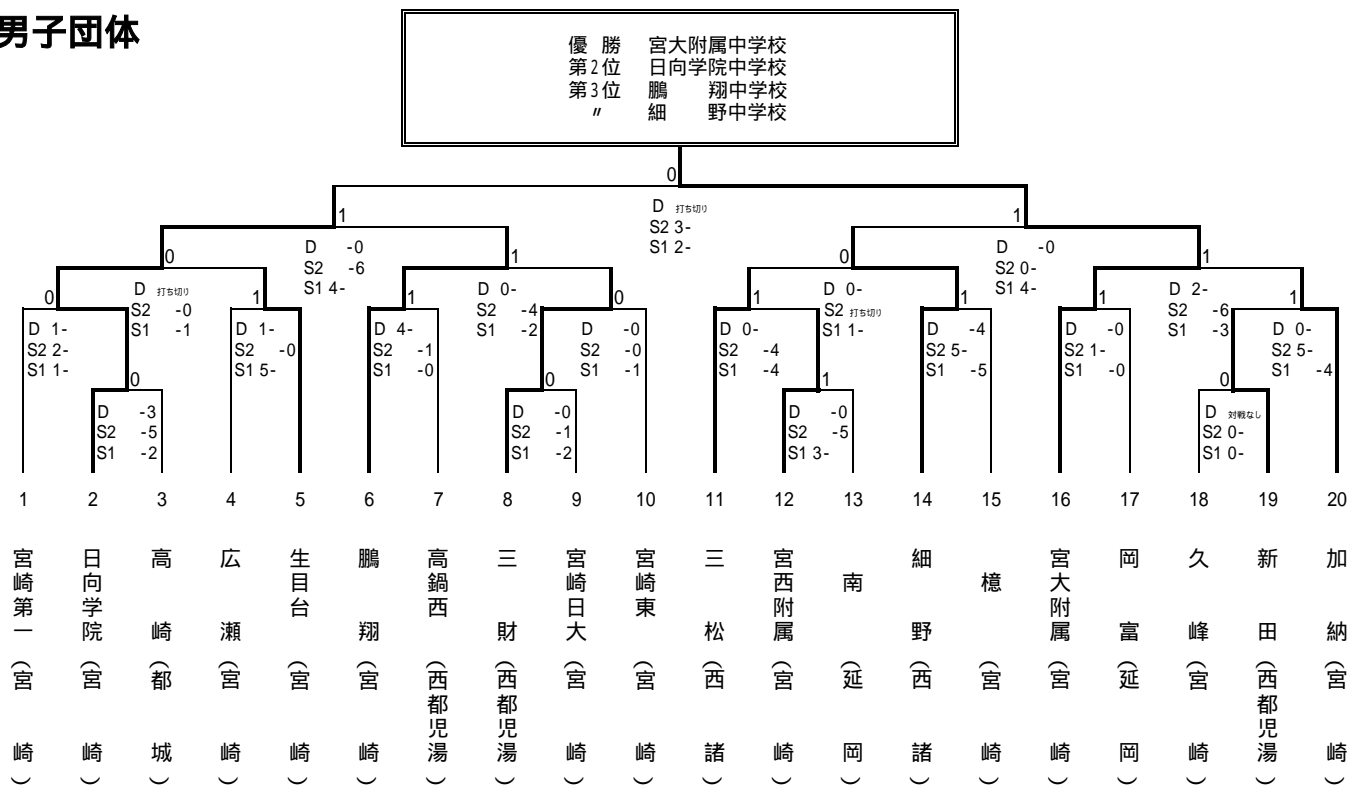 男子団体
優 勝 宮大附属中学校
第2位 日向学院中学校
第3位 鵬 翔中学校
〃 細 野中学校
0
D 打ち切り
S2 3-
S1 2-
1
D -0
S2 -6
S1 4-
1
D -0
S2 0-
S1 4-
0
D 打ち切り
S2 -0
S1 -1
1
D 0-
S2 -4
S1 -2
0
D 0-
S2 打ち切り
S1 1-
1
D 2-
S2 -6
S1 -3
0
D 1-
S2 2-
S1 1-
1
D 1-
S2 -0
S1 5-
1
D 4-
S2 -1
S1 -0
0
D -0
S2 -0
S1 -1
1
D 0-
S2 -4
S1 -4
1
D -4
S2 5-
S1 -5
1
D -0
S2 1-
S1 -0
1
D 0-
S2 5-
S1 -4
0
D -3
S2 -5
S1 -2
0
D -0
S2 -1
S1 -2
1
D -0
S2 -5
S1 3-
0
D 対戦なし
S2 0-
S1 0-
1 2 3 4 5 6 7 8 9 10 11 12 13 14 15 16 17 18 19 20
宮崎第一(宮 崎)
日向学院(宮 崎)
高 崎(都 城)
広 瀬(宮 崎)
生目台(宮 崎)
鵬 翔(宮 崎)
高鍋西(西都児湯)
三 財(西都児湯)
宮崎日大(宮 崎)
宮崎東(宮 崎)
三 松(西 諸)
宮西附属(宮 崎)
南(延 岡)
細 野(西 諸)
檍(宮 崎)
宮大附属(宮 崎)
岡 富(延 岡)
久 峰(宮 崎)
新 田(西都児湯)
加 納(宮 崎)